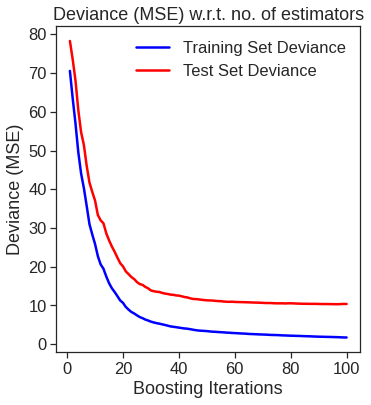 Deviance (MSE) w.r.t. no. of estimators
Training Set Deviance
Test Set Deviance
80
70
60
50
40
30
20
10
0
Deviance (MSE)
0 20 40 60 80 100
Boosting Iterations